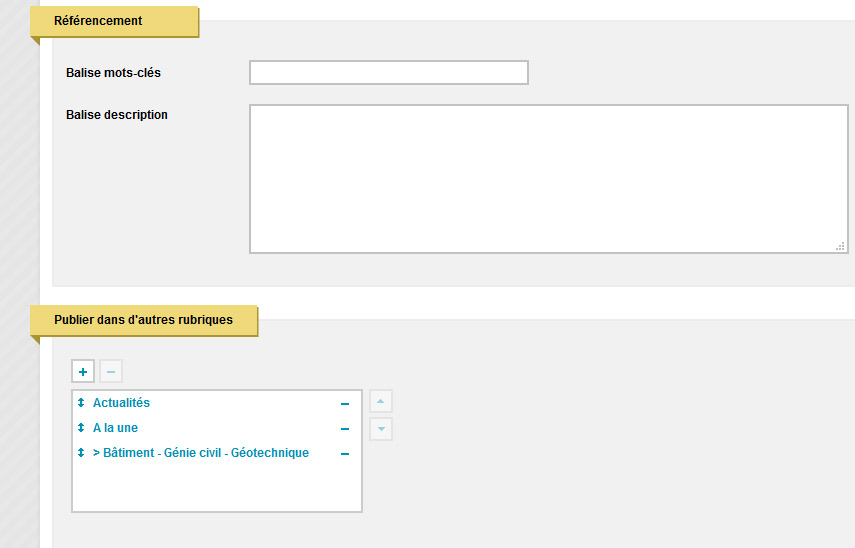 Référencement
Balise mots-clés
Balise description
Publier dans d'autres rubriques
Actualités
A la une
> Bâtiment - Génie civil - Géotechnique